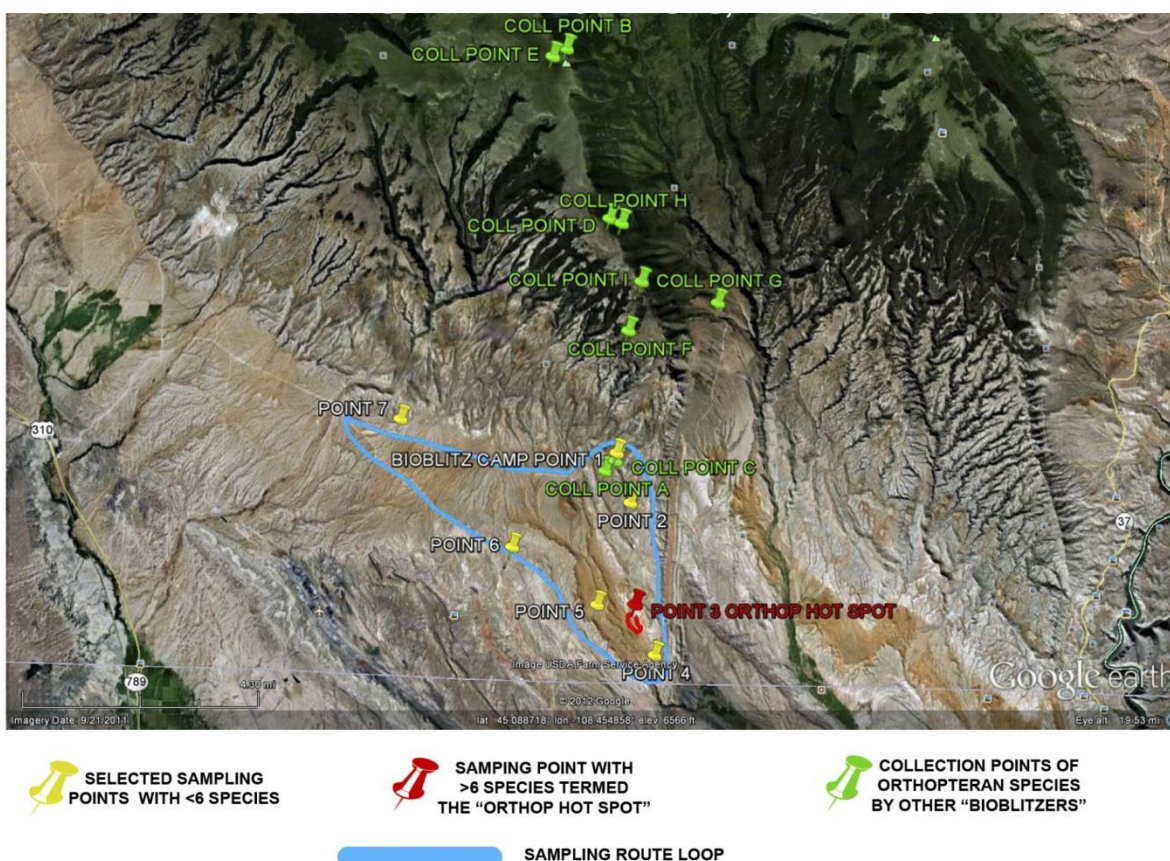 COLL POINT B
COLL POINT E
COLL POINT H
COLL POINT D
COLL POINT I
COLL POINT G
COLL POINT F
POINT 7
310
BIOBLITZ CAMP POINT 1
COLL POINT C
COLL POINT A
POINT 2
37
POINT 6
POINT 5
POINT 3 ORTHOP HOT SPOT
Image USDA Farm Service Agency
POINT 4
Google earth
789
4.30 mi
© 2012 Google
Imagery Date 9/21/2011
lat 45.088718° lon -108.454858° elev 6566 ft
Eye alt 19.53 mi
SELECTED SAMPLING
POINTS WITH <6 SPECIES
SAMPING POINT WITH
>6 SPECIES TERMED
THE “ORTHOP HOT SPOT”
COLLECTION POINTS OF
ORTHOPTERAN SPECIES
BY OTHER “BIOBLITZERS”
SAMPLING ROUTE LOOP